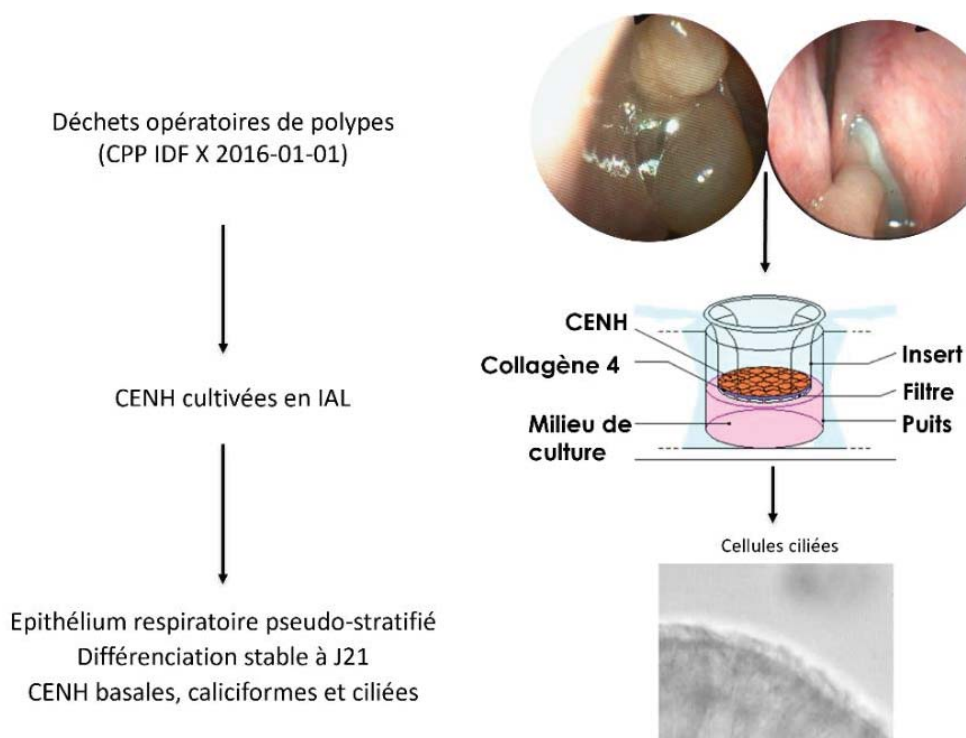 Déchets opératoires de polypes
(CPP IDF X 2016-01-01)
CENH cultivées en IAL
Epithélium respiratoire pseudo-stratifié
Différenciation stable à J21
CENH basales, caliciformes et ciliées
CENH
Collagène 4
Milieu de
culture
Insert
Filtre
Puits
Cellules ciliées